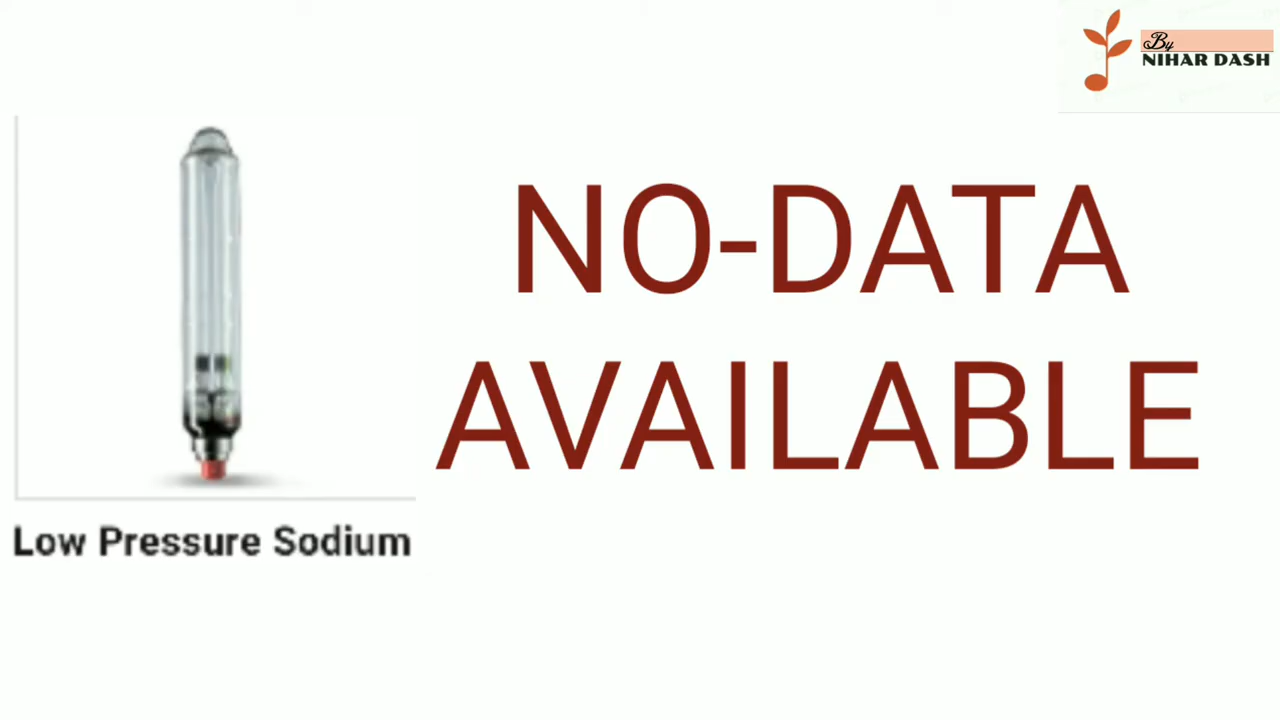 By
NIHAR DASH
NO-DATA
AVAILABLE
Low Pressure Sodium